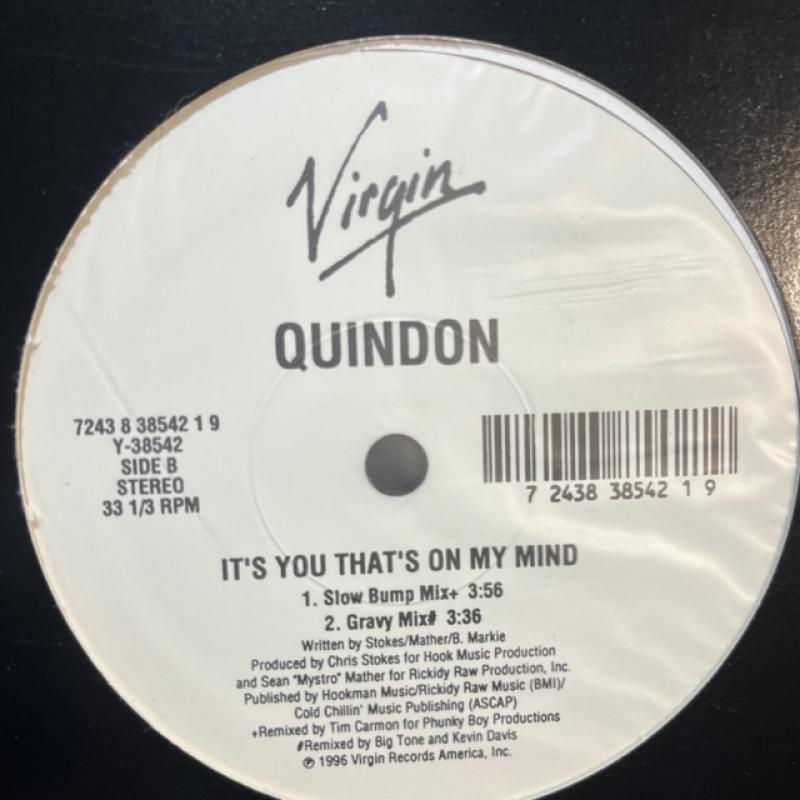 Virgin
QUINDON
7243 8 38542 1 9
Y-38542
SIDE B
STEREO
33 1/3 RPM
7 2438 38542 1 9
IT'S YOU THAT'S ON MY MIND
1. Slow Bump Mix+ 3:56
2. Gravy Mix# 3:36
Written by Stokes/Mather/B. Markie
Produced by Chris Stokes for Hook Music Production
and Sean "Mystro" Mather for Rickidy Raw Production, Inc.
Published by Hookman Music/Rickidy Raw Music (BMI)/
Cold Chillin' Music Publishing (ASCAP)
+Remixed by Tim Carmon for Phunky Boy Productions
#Remixed by Big Tone and Kevin Davis
℗ 1996 Virgin Records America, Inc.